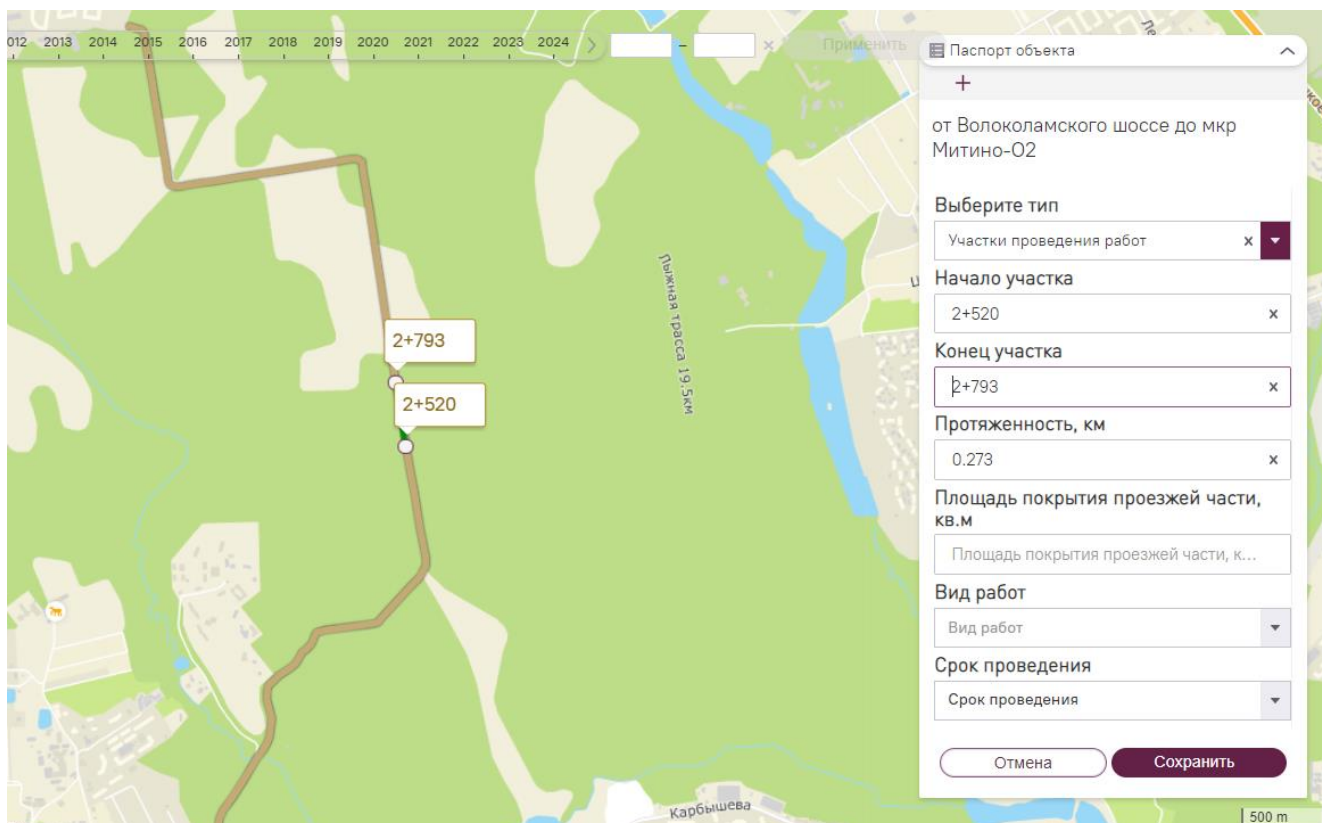 012 2013 2014 2015 2016 2017 2018 2019 2020 2021 2022 2023 2024
–
×
Применить
Паспорт объекта
+
от Волоколамского шоссе до мкр
Митино-О2
Выберите тип
Участки проведения работ x
Начало участка
2+520 x
Конец участка
2+793 x
Протяженность, км
0.273 x
Площадь покрытия проезжей части,
кв.м
Площадь покрытия проезжей части, к...
Вид работ
Вид работ
Срок проведения
Срок проведения
Отмена
Сохранить
2+793
2+520
Лыжная трасса 19.5км
Карбышева
500 m